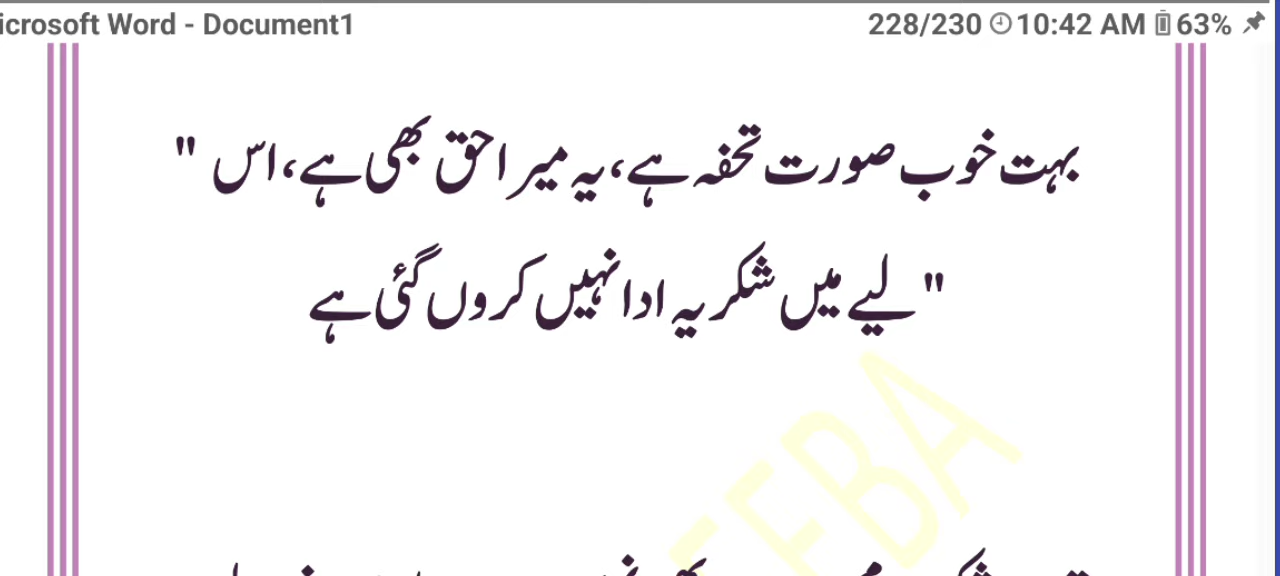 icrosoft Word - Document1
228/230 10:42 AM 63%
بہت خوب صورت تحفہ ہے،یہ میرا حق بھی ہے،اس "
"لیے میں شکریہ ادا نہیں کروں گئی ہے
EEBA